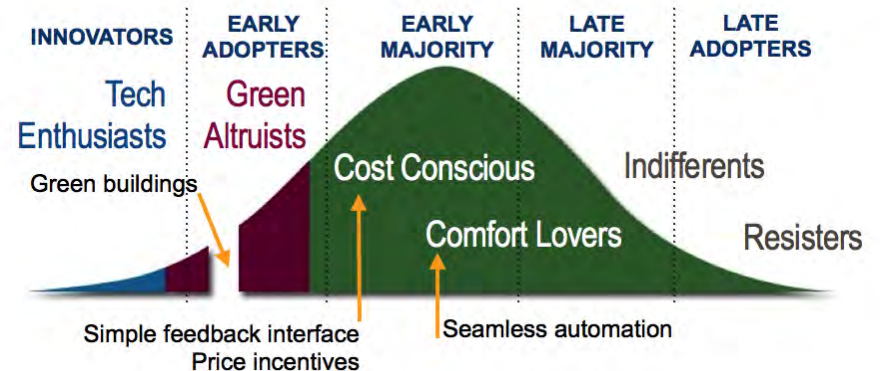 INNOVATORS
EARLY
ADOPTERS
EARLY
MAJORITY
LATE
MAJORITY
LATE
ADOPTERS
Tech
Enthusiasts
Green
Altruists
Green buildings
Cost Conscious
Indifferents
Comfort Lovers
Resisters
Simple feedback interface
Price incentives
Seamless automation